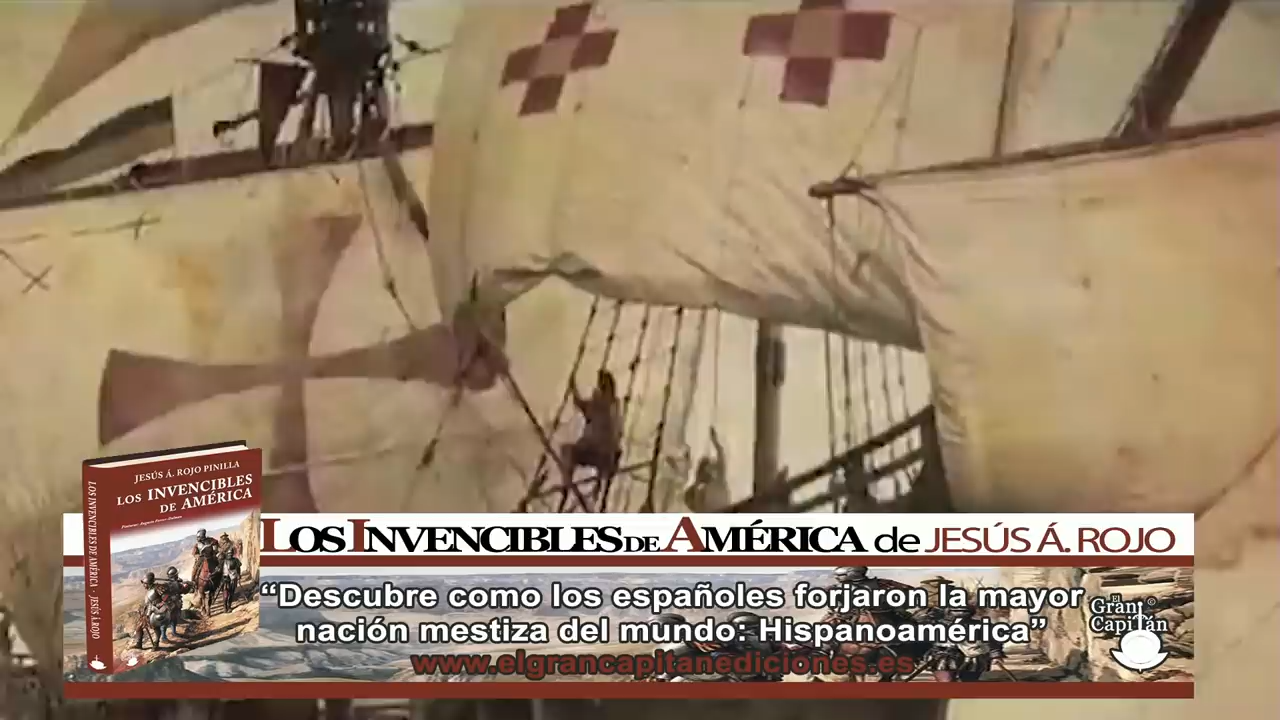 JESÚS Á. ROJO PINILLA
LOS INVENCIBLES
DE AMÉRICA
LOS INVENCIBLES DE AMÉRICA · JESÚS Á. ROJO
LOS INVENCIBLES DE AMÉRICA de JESÚS Á. ROJO
“Descubre como los españoles forjaron la mayor
nación mestiza del mundo: Hispanoamérica”
www.elgrancapitanediciones.es
El
Gran
Capitán